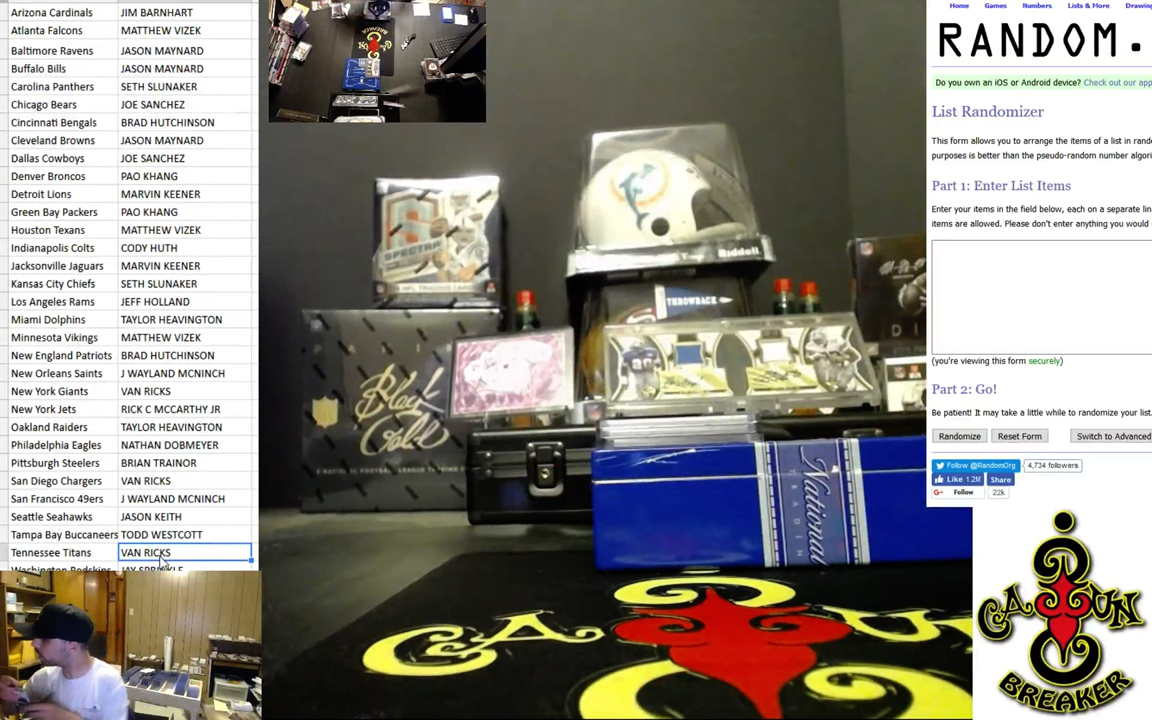 Arizona Cardinals JIM BARNHART
Atlanta Falcons MATTHEW VIZEK
Baltimore Ravens JASON MAYNARD
Buffalo Bills JASON MAYNARD
Carolina Panthers SETH SLUNAKER
Chicago Bears JOE SANCHEZ
Cincinnati Bengals BRAD HUTCHINSON
Cleveland Browns JASON MAYNARD
Dallas Cowboys JOE SANCHEZ
Denver Broncos PAO KHANG
Detroit Lions MARVIN KEENER
Green Bay Packers PAO KHANG
Houston Texans MATTHEW VIZEK
Indianapolis Colts CODY HUTH
Jacksonville Jaguars MARVIN KEENER
Kansas City Chiefs SETH SLUNAKER
Los Angeles Rams JEFF HOLLAND
Miami Dolphins TAYLOR HEAVINGTON
Minnesota Vikings MATTHEW VIZEK
New England Patriots BRAD HUTCHINSON
New Orleans Saints J WAYLAND MCNINCH
New York Giants VAN RICKS
New York Jets RICK C MCCARTHY JR
Oakland Raiders TAYLOR HEAVINGTON
Philadelphia Eagles NATHAN DOBMEYER
Pittsburgh Steelers BRIAN TRAINOR
San Diego Chargers VAN RICKS
San Francisco 49ers J WAYLAND MCNINCH
Seattle Seahawks JASON KEITH
Tampa Bay Buccaneers TODD WESTCOTT
Tennessee Titans VAN RICKS
Washington Redskins JAY SPRINKLE
SPECTRA
Riddell
THROWBACK
Black
Gold
National
CAJUN
Home Games Numbers Lists & More Drawing
RANDOM.
Do you own an iOS or Android device? Check out our app
List Randomizer
This form allows you to arrange the items of a list in rand
purposes is better than the pseudo-random number algori
Part 1: Enter List Items
Enter your items in the field below, each on a separate lin
items are allowed. Please don't enter anything you would
(you're viewing this form securely)
Part 2: Go!
Be patient! It may take a little while to randomize your list
Randomize Reset Form Switch to Advanced
Follow @RandomOrg 4,734 followers
Like 1.2M Share
G+ Follow 22k
CAJUN
BREAKER